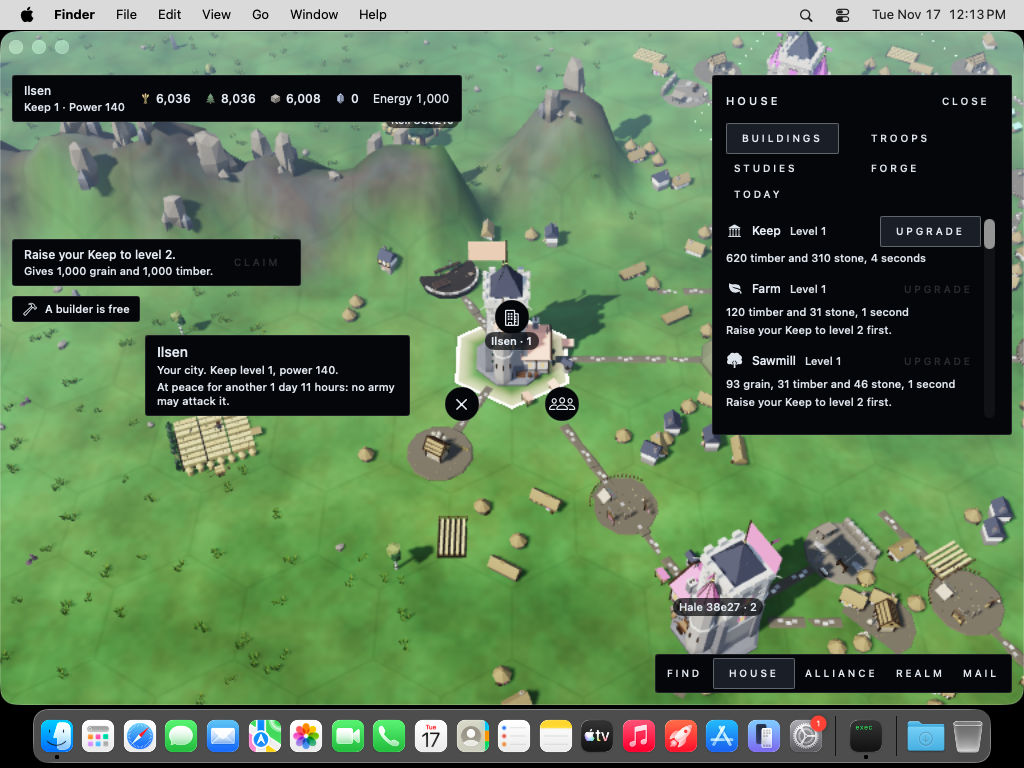 Finder File Edit View Go Window Help Tue Nov 17 12:13 PM
Ilsen
Keep 1 · Power 140
6,036 8,036 6,008 0 Energy 1,000
Raise your Keep to level 2.
Gives 1,000 grain and 1,000 timber.
CLAIM
A builder is free
Ilsen
Your city. Keep level 1, power 140.
At peace for another 1 day 11 hours: no army
may attack it.
Ilsen · 1
Hale 38e27 · 2
HOUSE CLOSE
BUILDINGS TROOPS
STUDIES FORGE
TODAY
Keep Level 1 UPGRADE
620 timber and 310 stone, 4 seconds
Farm Level 1 UPGRADE
120 timber and 31 stone, 1 second
Raise your Keep to level 2 first.
Sawmill Level 1 UPGRADE
93 grain, 31 timber and 46 stone, 1 second
Raise your Keep to level 2 first.
FIND HOUSE ALLIANCE REALM MAIL
Tue
17
tv
1
exec